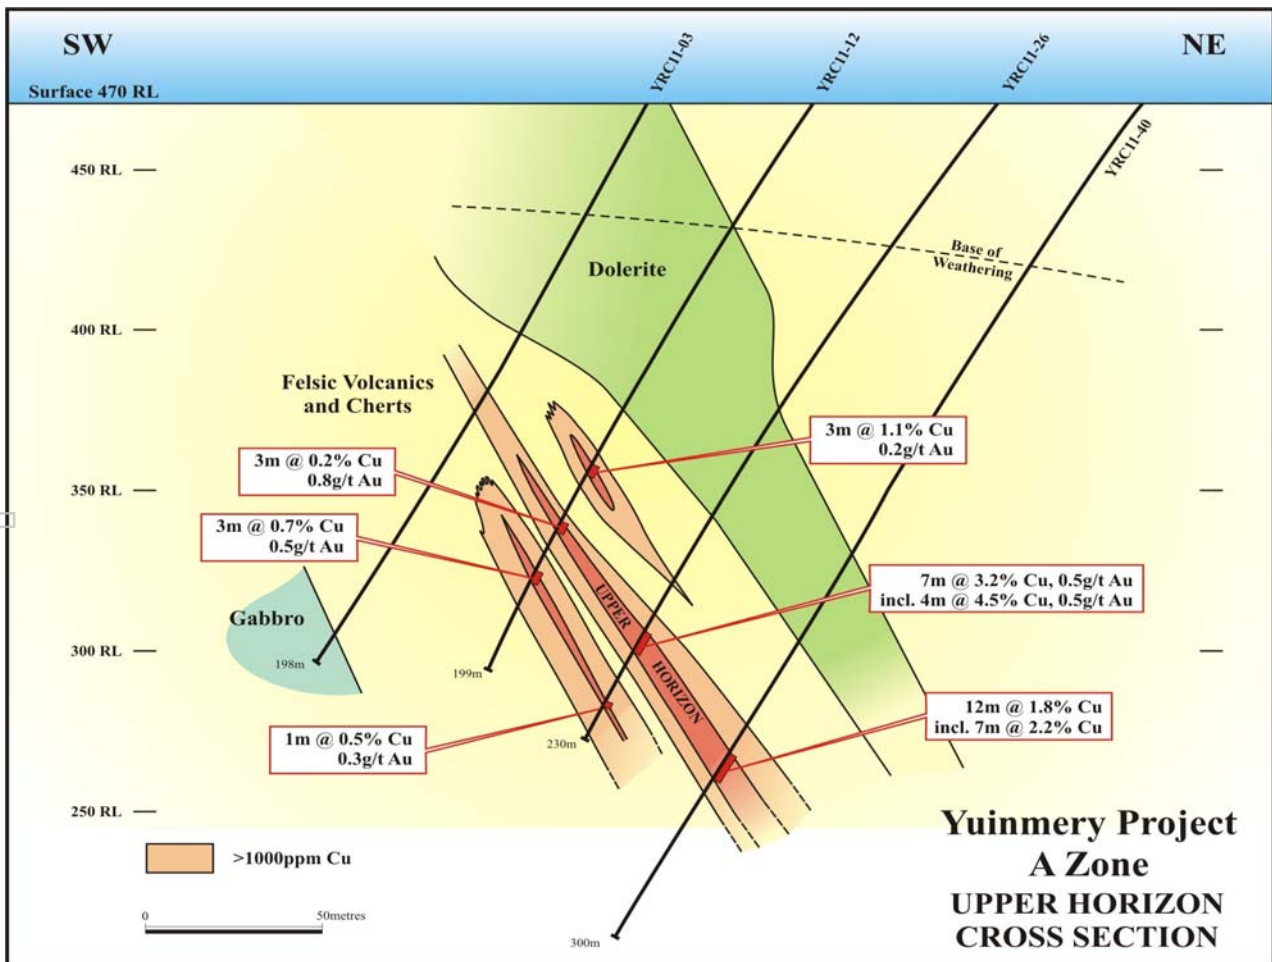 SW
NE
YRC11-03
YRC11-12
YRC11-26
YRC11-40
Surface 470 RL
450 RL
Base of
Weathering
Dolerite
400 RL
Felsic Volcanics
and Cherts
3m @ 1.1% Cu
0.2g/t Au
3m @ 0.2% Cu
0.8g/t Au
350 RL
3m @ 0.7% Cu
0.5g/t Au
7m @ 3.2% Cu, 0.5g/t Au
incl. 4m @ 4.5% Cu, 0.5g/t Au
UPPER
HORIZON
Gabbro
300 RL
198m
199m
230m
12m @ 1.8% Cu
incl. 7m @ 2.2% Cu
1m @ 0.5% Cu
0.3g/t Au
250 RL
>1000ppm Cu
0
50metres
300m
Yuinmery Project
A Zone
UPPER HORIZON
CROSS SECTION